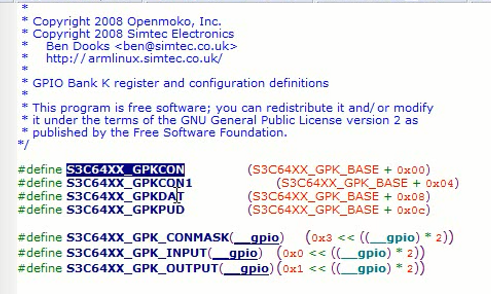 *
* Copyright 2008 Openmoko, Inc.
* Copyright 2008 Simtec Electronics
* Ben Dooks <ben@simtec.co.uk>
* http://armlinux.simtec.co.uk/
*
* GPIO Bank K register and configuration definitions
*
* This program is free software; you can redistribute it and/or modify
* it under the terms of the GNU General Public License version 2 as
* published by the Free Software Foundation.
*/
#define S3C64XX_GPKCON (S3C64XX_GPK_BASE + 0x00)
#define S3C64XX_GPKCON1 (S3C64XX_GPK_BASE + 0x04)
#define S3C64XX_GPKDAT (S3C64XX_GPK_BASE + 0x08)
#define S3C64XX_GPKPUD (S3C64XX_GPK_BASE + 0x0c)
#define S3C64XX_GPK_CONMASK(__gpio) (0x3 << ((__gpio) * 2))
#define S3C64XX_GPK_INPUT(__gpio) (0x0 << ((__gpio) * 2))
#define S3C64XX_GPK_OUTPUT(__gpio) (0x1 << ((__gpio) * 2))